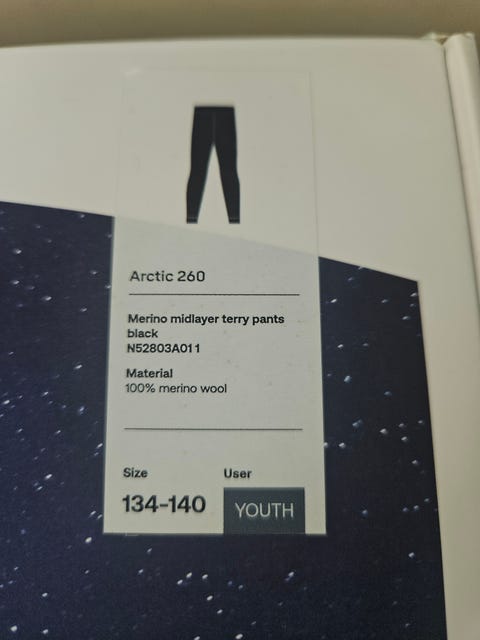 Arctic 260
Merino midlayer terry pants
black
N52803A011
Material
100% merino wool
Size
User
134-140
YOUTH